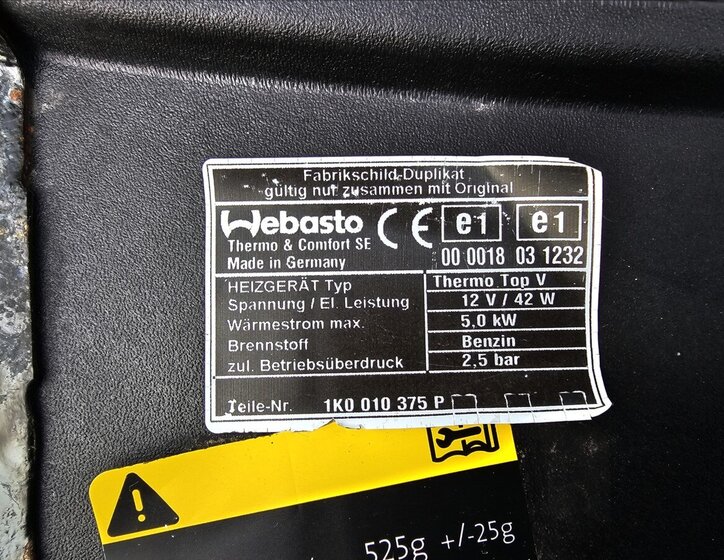 Fabrikschild-Duplikat
gültig nur zusammen mit Original
Webasto CE e1 e1
Thermo & Comfort SE
Made in Germany 00 0018 03 1232
HEIZGERÄT Typ Thermo Top V
Spannung / El. Leistung 12 V / 42 W
Wärmestrom max. 5,0 kW
Brennstoff Benzin
zul. Betriebsüberdruck 2,5 bar
Teile-Nr. 1K0 010 375 P
525g +/-25g